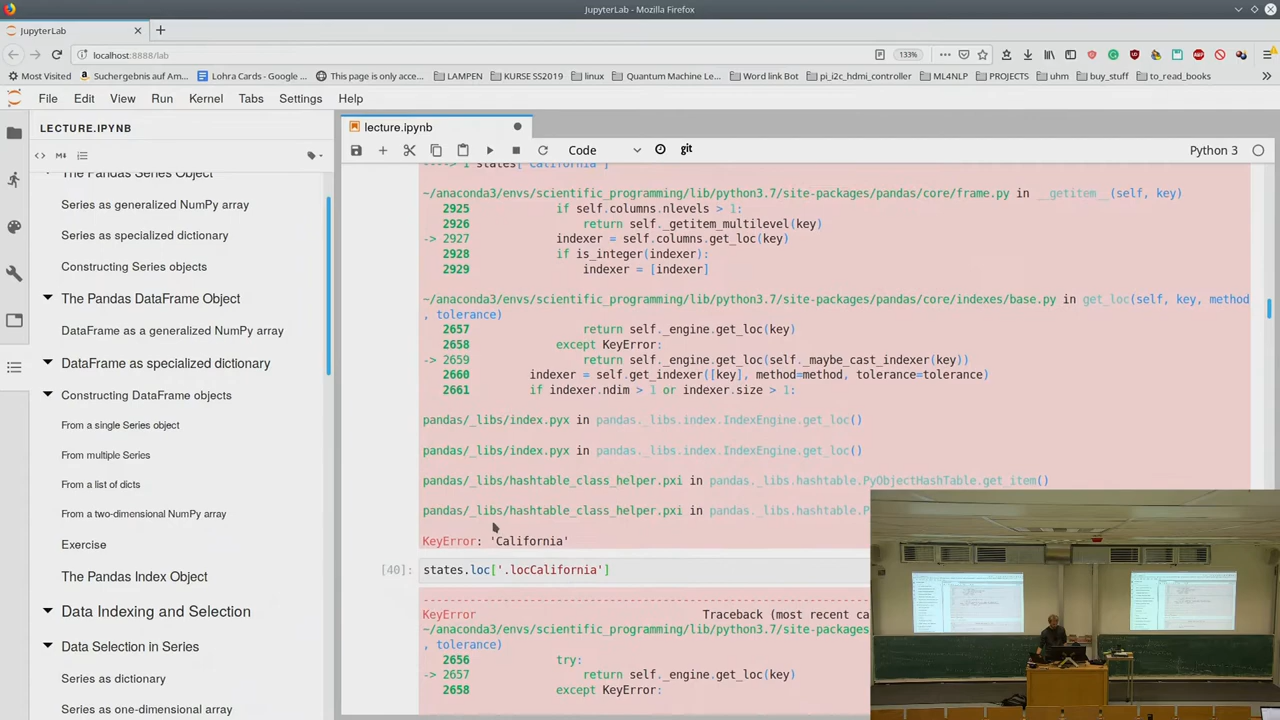 JupyterLab - Mozilla Firefox
JupyterLab
localhost:8888/lab
133%
Most Visited
Suchergebnis auf Am…
Lohra Cards - Google …
This page is only acce…
LAMPEN
KURSE SS2019
linux
Quantum Machine Le…
Word link Bot
pi_i2c_hdmi_controller
ML4NLP
PROJECTS
uhm
buy_stuff
to_read_books
File Edit View Run Kernel Tabs Settings Help
LECTURE.IPYNB
The Pandas Series Object
Series as generalized NumPy array
Series as specialized dictionary
Constructing Series objects
The Pandas DataFrame Object
DataFrame as a generalized NumPy array
DataFrame as specialized dictionary
Constructing DataFrame objects
From a single Series object
From multiple Series
From a list of dicts
From a two-dimensional NumPy array
Exercise
The Pandas Index Object
Data Indexing and Selection
Data Selection in Series
Series as dictionary
Series as one-dimensional array
lecture.ipynb
Code
git
Python 3
----> 1 states['California']
~/anaconda3/envs/scientific_programming/lib/python3.7/site-packages/pandas/core/frame.py in __getitem__(self, key)
2925 if self.columns.nlevels > 1:
2926 return self._getitem_multilevel(key)
-> 2927 indexer = self.columns.get_loc(key)
2928 if is_integer(indexer):
2929 indexer = [indexer]
~/anaconda3/envs/scientific_programming/lib/python3.7/site-packages/pandas/core/indexes/base.py in get_loc(self, key, method
, tolerance)
2657 return self._engine.get_loc(key)
2658 except KeyError:
-> 2659 return self._engine.get_loc(self._maybe_cast_indexer(key))
2660 indexer = self.get_indexer([key], method=method, tolerance=tolerance)
2661 if indexer.ndim > 1 or indexer.size > 1:
pandas/_libs/index.pyx in pandas._libs.index.IndexEngine.get_loc()
pandas/_libs/index.pyx in pandas._libs.index.IndexEngine.get_loc()
pandas/_libs/hashtable_class_helper.pxi in pandas._libs.hashtable.PyObjectHashTable.get_item()
pandas/_libs/hashtable_class_helper.pxi in pandas._libs.hashtable.P
KeyError: 'California'
[40]: states.loc['.locCalifornia']
KeyError Traceback (most recent ca
~/anaconda3/envs/scientific_programming/lib/python3.7/site-packages
, tolerance)
2656 try:
-> 2657 return self._engine.get_loc(key)
2658 except KeyError: